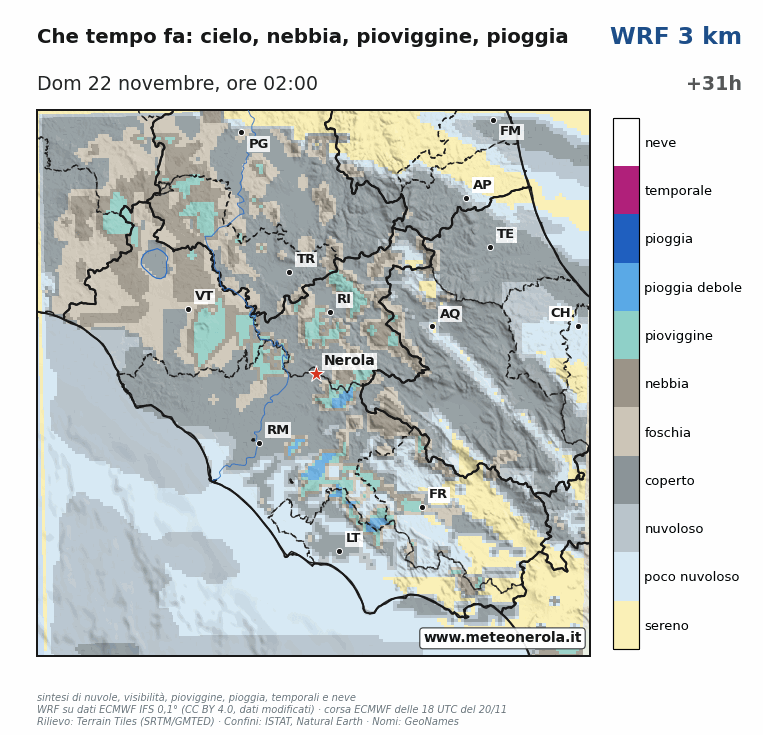 Che tempo fa: cielo, nebbia, pioviggine, pioggia
WRF 3 km
Dom 22 novembre, ore 02:00
+31h
PG
FM
AP
TE
TR
VT
RI
AQ
CH.
Nerola
RM
FR
LT
www.meteonerola.it
neve
temporale
pioggia
pioggia debole
pioviggine
nebbia
foschia
coperto
nuvoloso
poco nuvoloso
sereno
sintesi di nuvole, visibilità, pioviggine, pioggia, temporali e neve
WRF su dati ECMWF IFS 0,1° (CC BY 4.0, dati modificati) · corsa ECMWF delle 18 UTC del 20/11
Rilievo: Terrain Tiles (SRTM/GMTED) · Confini: ISTAT, Natural Earth · Nomi: GeoNames